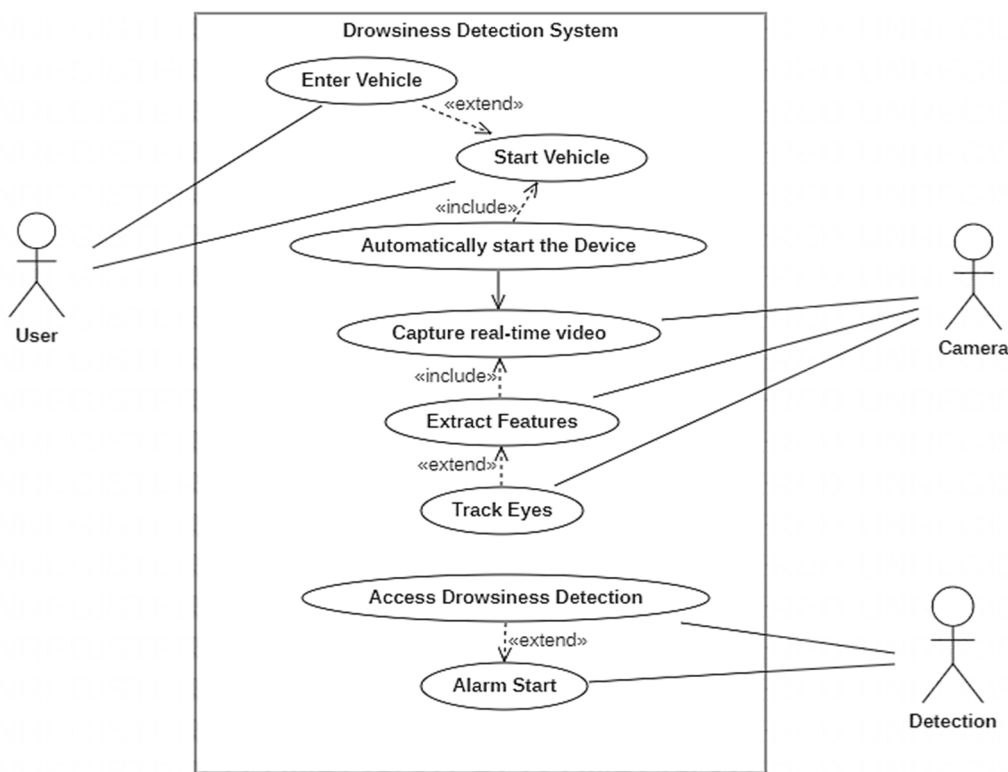 Drowsiness Detection System
Enter Vehicle
«extend»
Start Vehicle
«include»
Automatically start the Device
User
Capture real-time video
Camera
«include»
Extract Features
«extend»
Track Eyes
Access Drowsiness Detection
«extend»
Alarm Start
Detection